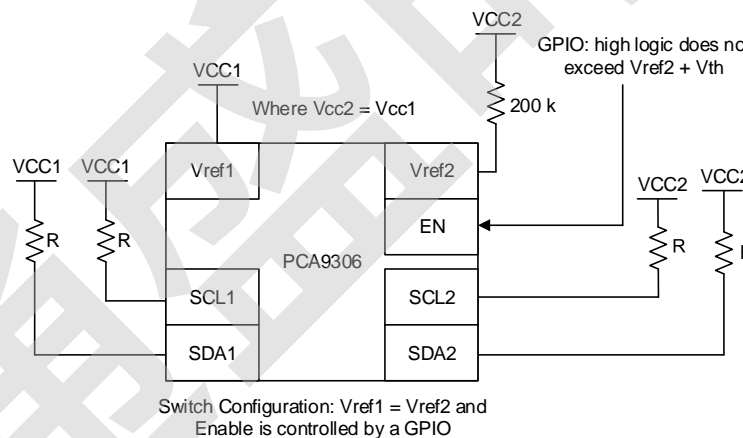 VCC2
GPIO: high logic does no
exceed Vref2 + Vth
VCC1
Where Vcc2 = Vcc1
200 k
VCC1
VCC1
Vref1
Vref2
VCC2
VCC2
EN
R
R
R
PCA9306
SCL1
SCL2
SDA1
SDA2
Switch Configuration: Vref1 = Vref2 and
Enable is controlled by a GPIO